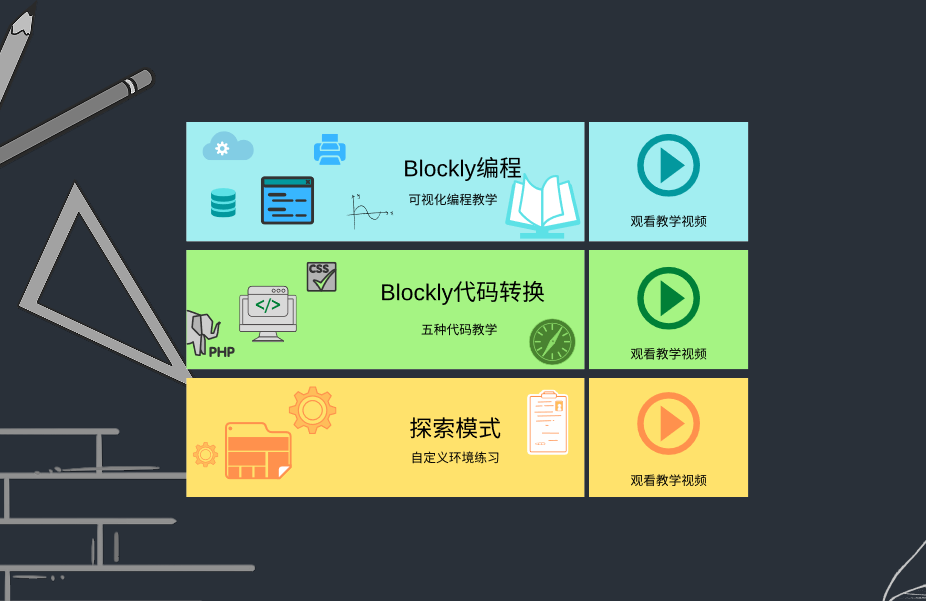 Blockly编程
可视化编程教学
观看教学视频
CSS
Blockly代码转换
</>
五种代码教学
PHP
观看教学视频
探索模式
自定义环境练习
观看教学视频